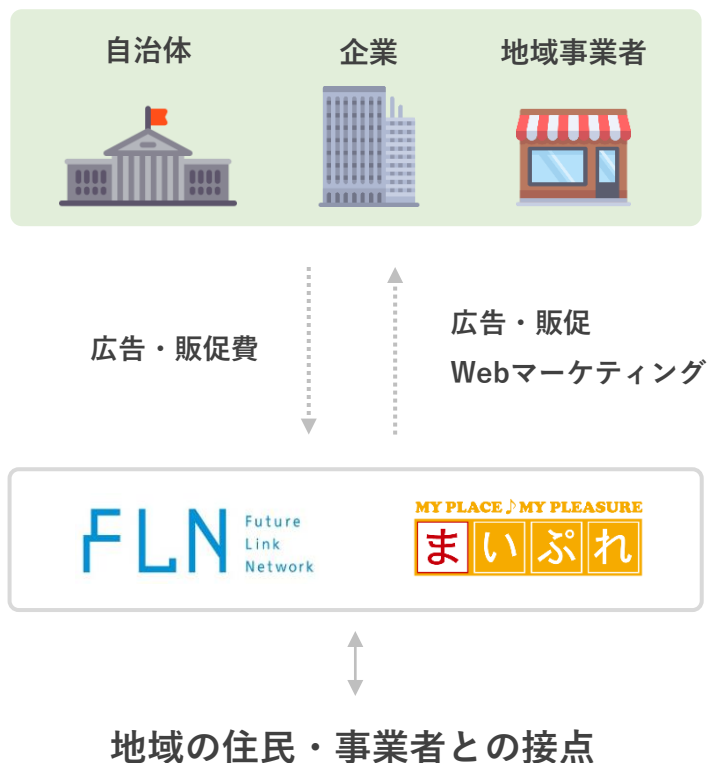 自治体
企業
地域事業者
広告・販促費
広告・販促
Webマーケティング
FLN
Future
Link
Network
MY PLACE♪MY PLEASURE
まいぷれ
地域の住民・事業者との接点